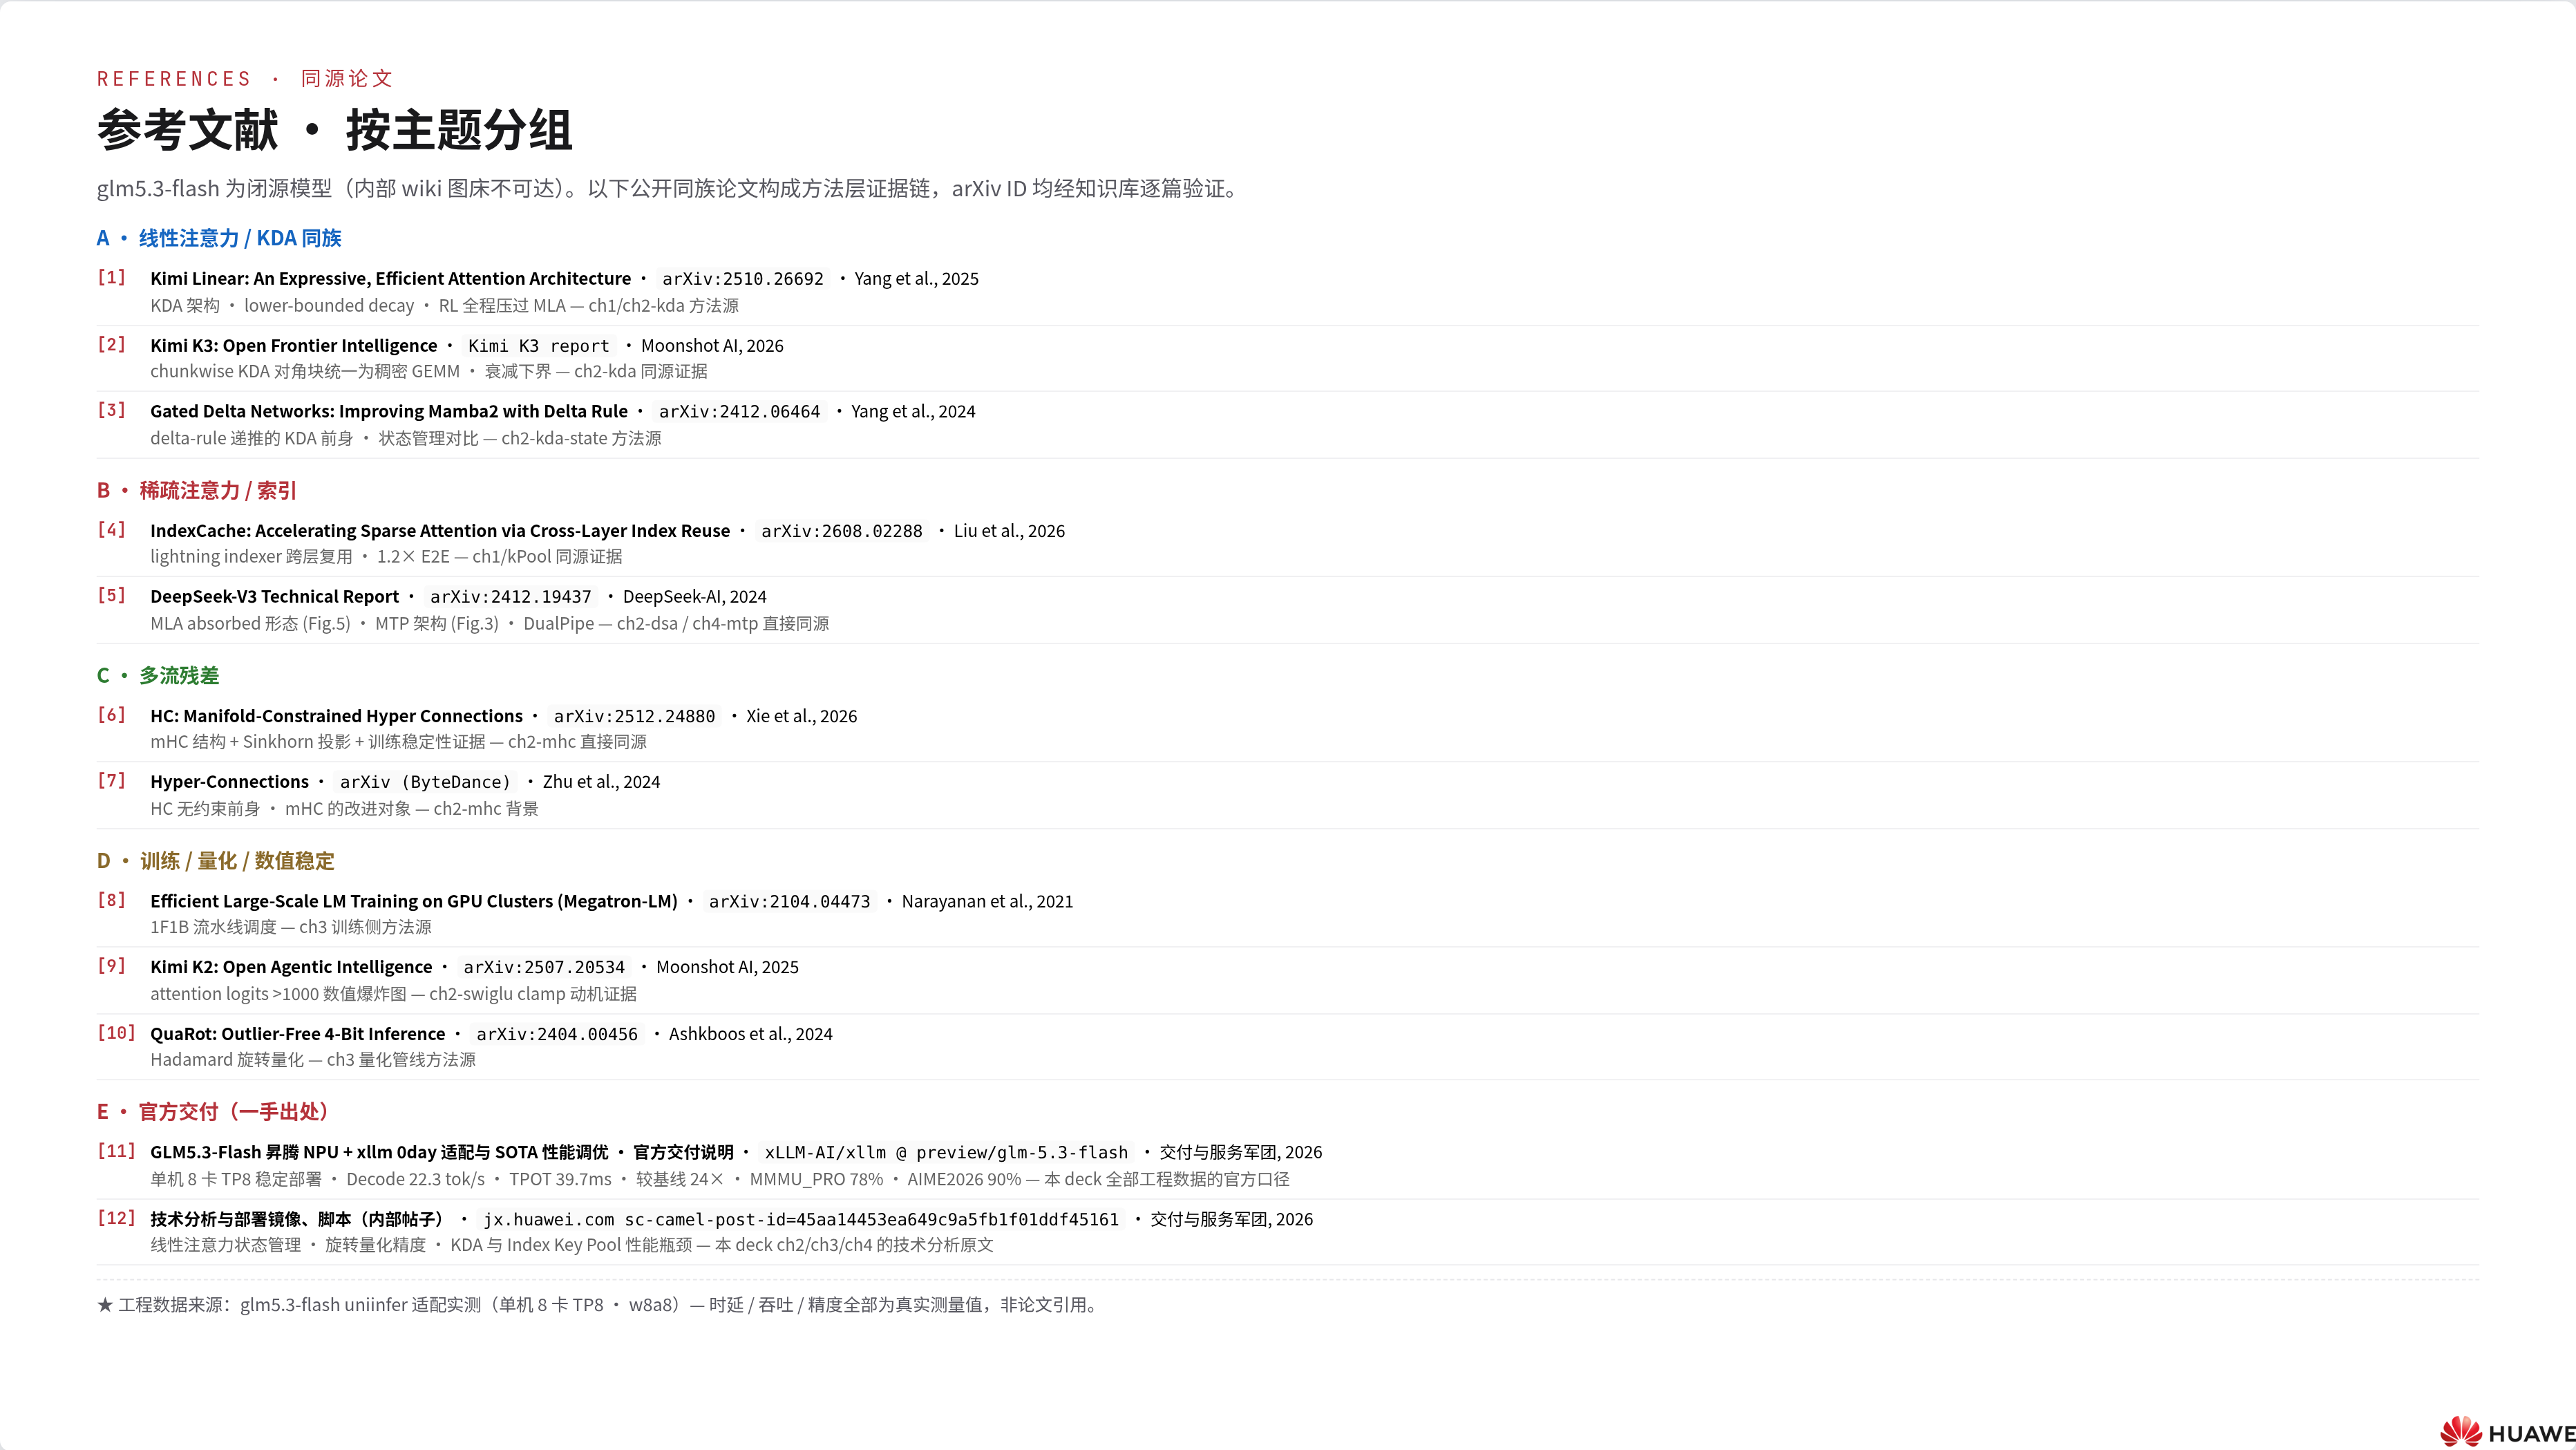 REFERENCES · 同源论文
参考文献 · 按主题分组
glm5.3-flash 为闭源模型（内部 wiki 图床不可达）。以下公开同族论文构成方法层证据链，arXiv ID 均经知识库逐篇验证。
A · 线性注意力 / KDA 同族
[1] Kimi Linear: An Expressive, Efficient Attention Architecture · arXiv:2510.26692 · Yang et al., 2025
KDA 架构 · lower-bounded decay · RL 全程压过 MLA — ch1/ch2-kda 方法源
[2] Kimi K3: Open Frontier Intelligence · Kimi K3 report · Moonshot AI, 2026
chunkwise KDA 对角块统一为稠密 GEMM · 衰减下界 — ch2-kda 同源证据
[3] Gated Delta Networks: Improving Mamba2 with Delta Rule · arXiv:2412.06464 · Yang et al., 2024
delta-rule 递推的 KDA 前身 · 状态管理对比 — ch2-kda-state 方法源
B · 稀疏注意力 / 索引
[4] IndexCache: Accelerating Sparse Attention via Cross-Layer Index Reuse · arXiv:2608.02288 · Liu et al., 2026
lightning indexer 跨层复用 · 1.2× E2E — ch1/kPool 同源证据
[5] DeepSeek-V3 Technical Report · arXiv:2412.19437 · DeepSeek-AI, 2024
MLA absorbed 形态 (Fig.5) · MTP 架构 (Fig.3) · DualPipe — ch2-dsa / ch4-mtp 直接同源
C · 多流残差
[6] HC: Manifold-Constrained Hyper Connections · arXiv:2512.24880 · Xie et al., 2026
mHC 结构 + Sinkhorn 投影 + 训练稳定性证据 — ch2-mhc 直接同源
[7] Hyper-Connections · arXiv (ByteDance) · Zhu et al., 2024
HC 无约束前身 · mHC 的改进对象 — ch2-mhc 背景
D · 训练 / 量化 / 数值稳定
[8] Efficient Large-Scale LM Training on GPU Clusters (Megatron-LM) · arXiv:2104.04473 · Narayanan et al., 2021
1F1B 流水线调度 — ch3 训练侧方法源
[9] Kimi K2: Open Agentic Intelligence · arXiv:2507.20534 · Moonshot AI, 2025
attention logits >1000 数值爆炸图 — ch2-swiglu clamp 动机证据
[10] QuaRot: Outlier-Free 4-Bit Inference · arXiv:2404.00456 · Ashkboos et al., 2024
Hadamard 旋转量化 — ch3 量化管线方法源
E · 官方交付（一手出处）
[11] GLM5.3-Flash 昇腾 NPU + xllm 0day 适配与 SOTA 性能调优 · 官方交付说明 · xLLM-AI/xllm @ preview/glm-5.3-flash · 交付与服务军团, 2026
单机 8 卡 TP8 稳定部署 · Decode 22.3 tok/s · TPOT 39.7ms · 较基线 24× · MMMU_PRO 78% · AIME2026 90% — 本 deck 全部工程数据的官方口径
[12] 技术分析与部署镜像、脚本（内部帖子） · jx.huawei.com sc-camel-post-id=45aa14453ea649c9a5fb1f01ddf45161 · 交付与服务军团, 2026
线性注意力状态管理 · 旋转量化精度 · KDA 与 Index Key Pool 性能瓶颈 — 本 deck ch2/ch3/ch4 的技术分析原文
★ 工程数据来源：glm5.3-flash uniinfer 适配实测（单机 8 卡 TP8 · w8a8）— 时延 / 吞吐 / 精度全部为真实测量值，非论文引用。
HUAWE